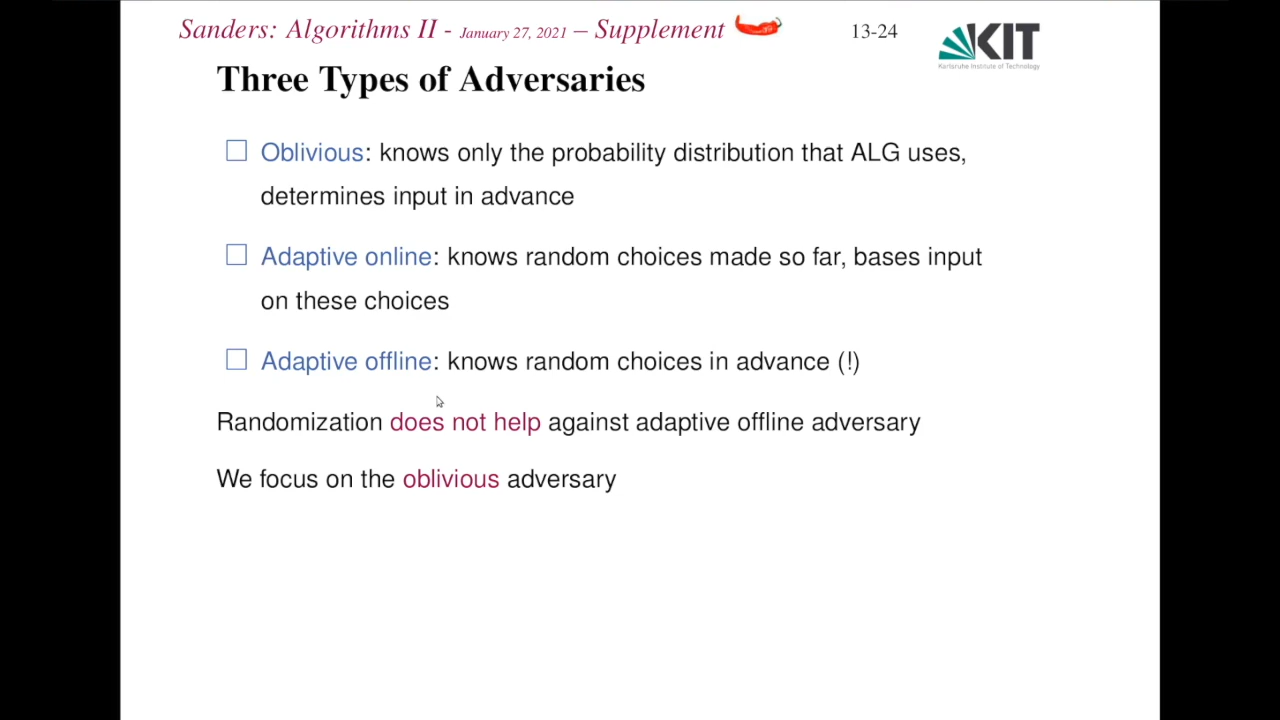 Sanders: Algorithms II - January 27, 2021 – Supplement
13-24
KIT
Karlsruhe Institute of Technology
Three Types of Adversaries
Oblivious: knows only the probability distribution that ALG uses,
determines input in advance
Adaptive online: knows random choices made so far, bases input
on these choices
Adaptive offline: knows random choices in advance (!)
Randomization does not help against adaptive offline adversary
We focus on the oblivious adversary